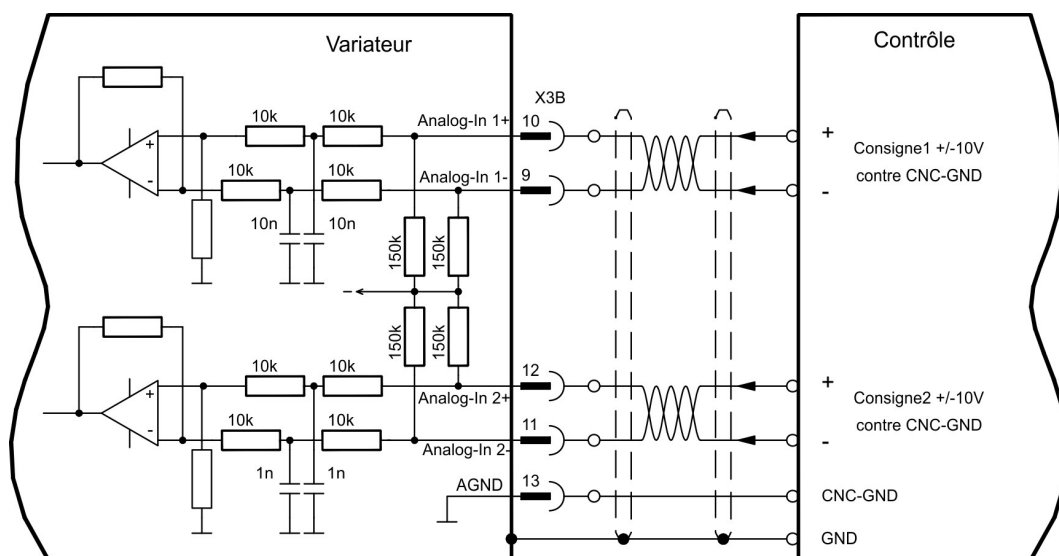 Variateur
Contrôle
X3B
10k
10k
Analog-In 1+
10
+
+
Consigne1 +/-10V
contre CNC-GND
-
10k
10k
Analog-In 1-
9
-
10n
10n
150k
150k
-
150k
150k
10k
10k
12
+
Analog-In 2+
+
Consigne2 +/-10V
contre CNC-GND
-
10k
10k
11
-
Analog-In 2-
1n
1n
AGND
13
CNC-GND
GND